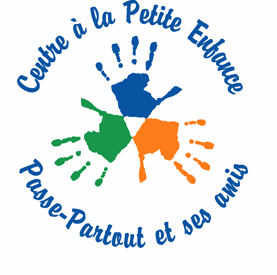 Centre à la Petite Enfance
Passe-Partout et ses amis